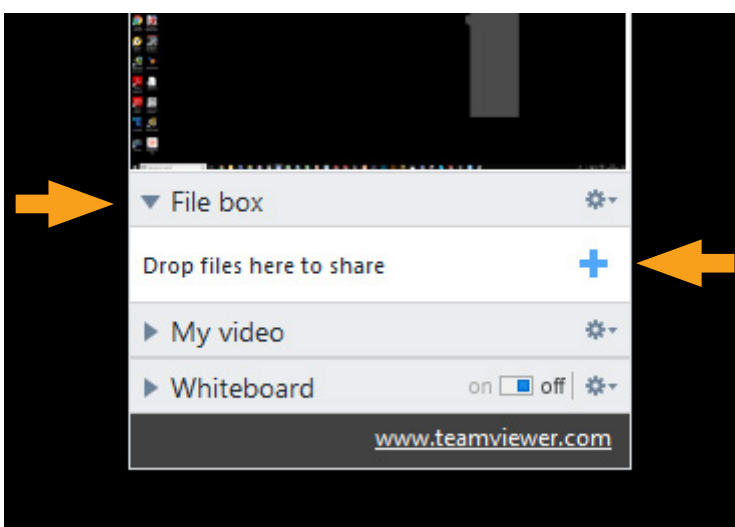 File box
Drop files here to share
My video
Whiteboard on off
www.teamviewer.com